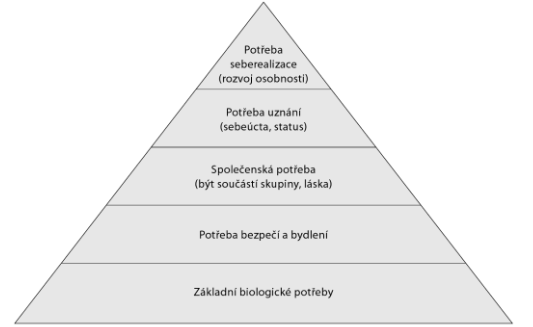 Potřeba
seberealizace
(rozvoj osobnosti)
Potřeba uznání
(sebeúcta, status)
Společenská potřeba
(být součástí skupiny, láska)
Potřeba bezpečí a bydlení
Základní biologické potřeby